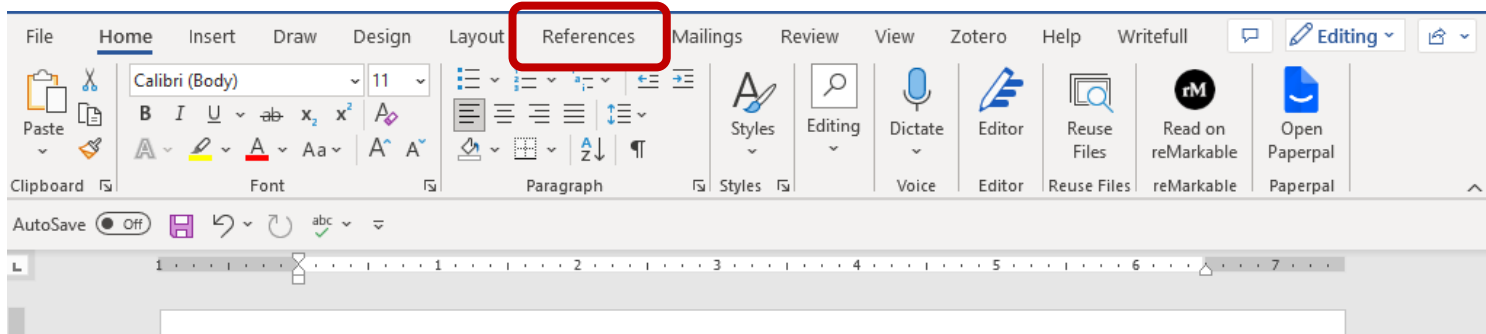 File Home Insert Draw Design Layout References Mailings Review View Zotero Help Writefull Editing
Calibri (Body) 11
B I U ab x₂ x² A
Paste Styles Editing Dictate Editor Reuse Files Read on reMarkable Open Paperpal
rM
A A Aa A A A Z
Clipboard Font Paragraph Styles Voice Editor Reuse Files reMarkable Paperpal
AutoSave Off abc
L 1 1 2 3 4 5 6 7